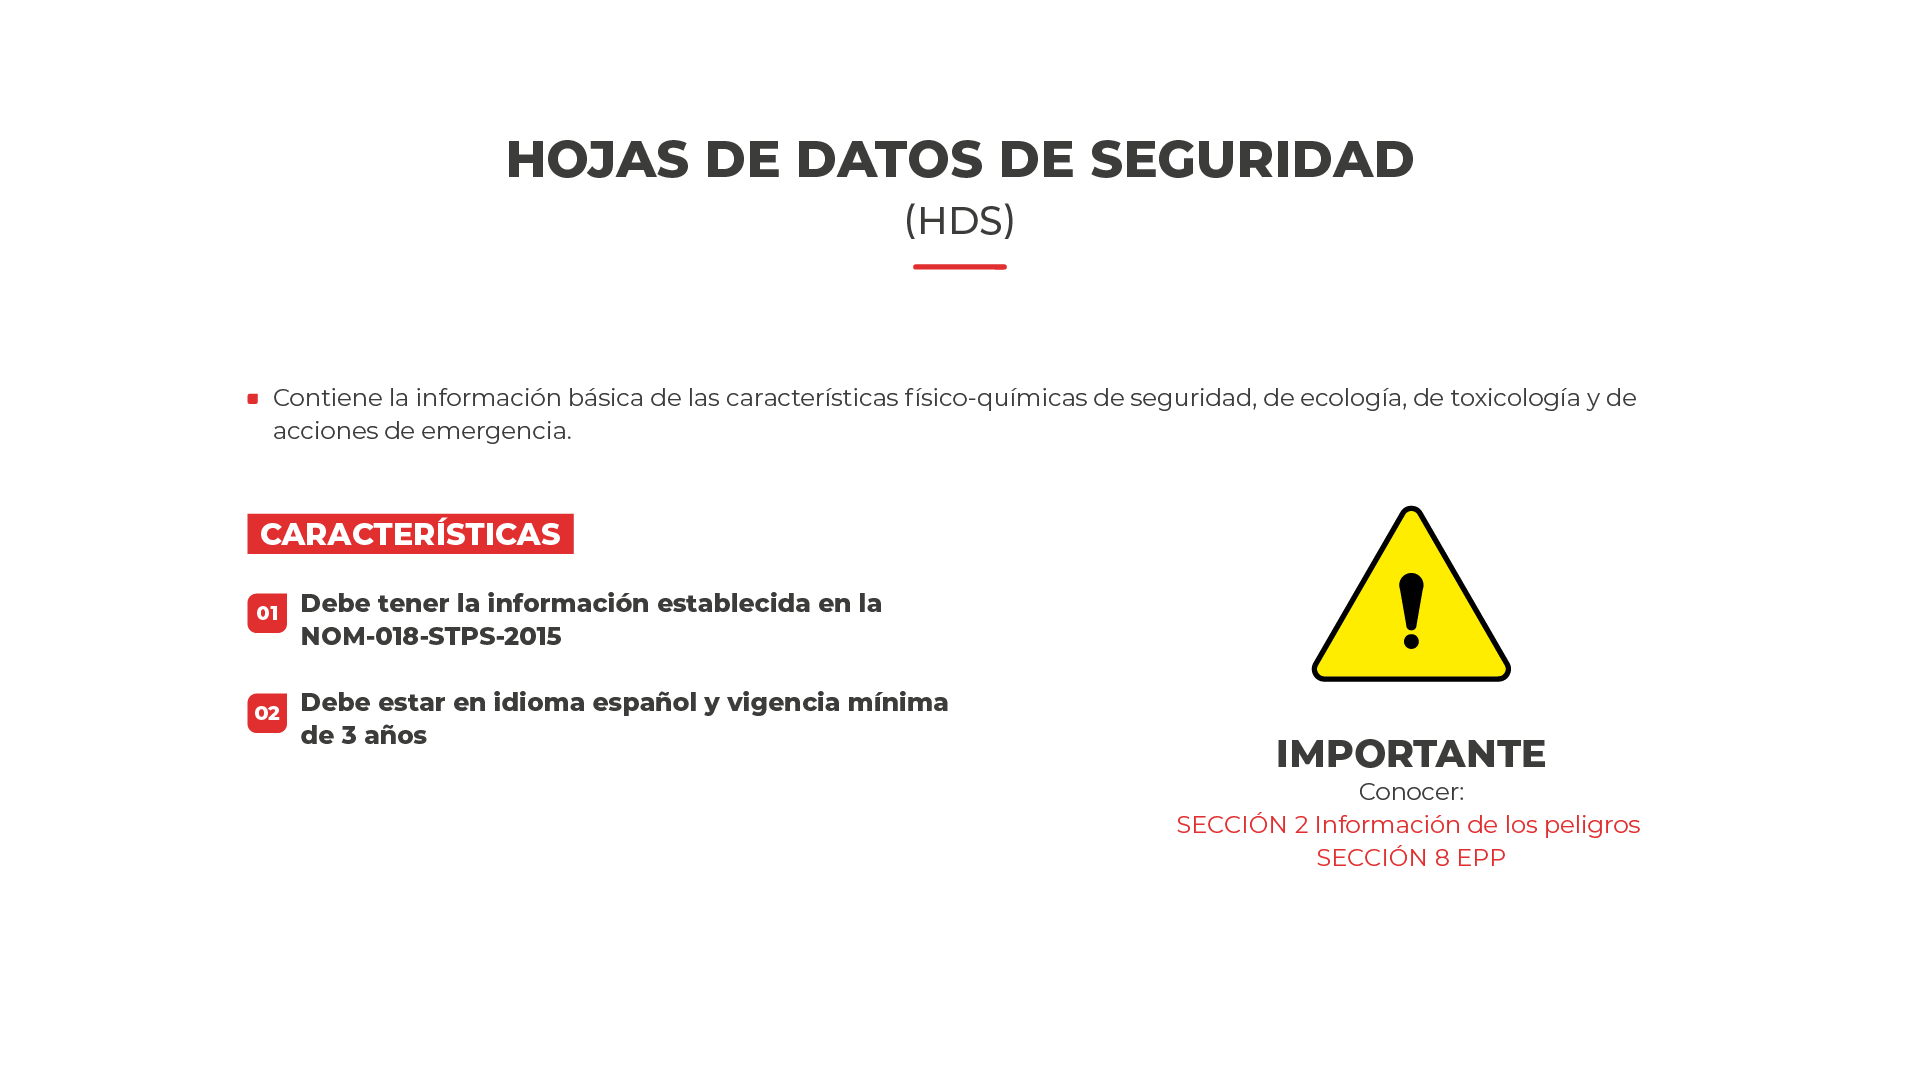 HOJAS DE DATOS DE SEGURIDAD
(HDS)
Contiene la información básica de las características físico-químicas de seguridad, de ecología, de toxicología y de
acciones de emergencia.
CARACTERÍSTICAS
01 Debe tener la información establecida en la
NOM-018-STPS-2015
02 Debe estar en idioma español y vigencia mínima
de 3 años
IMPORTANTE
Conocer:
SECCIÓN 2 Información de los peligros
SECCIÓN 8 EPP